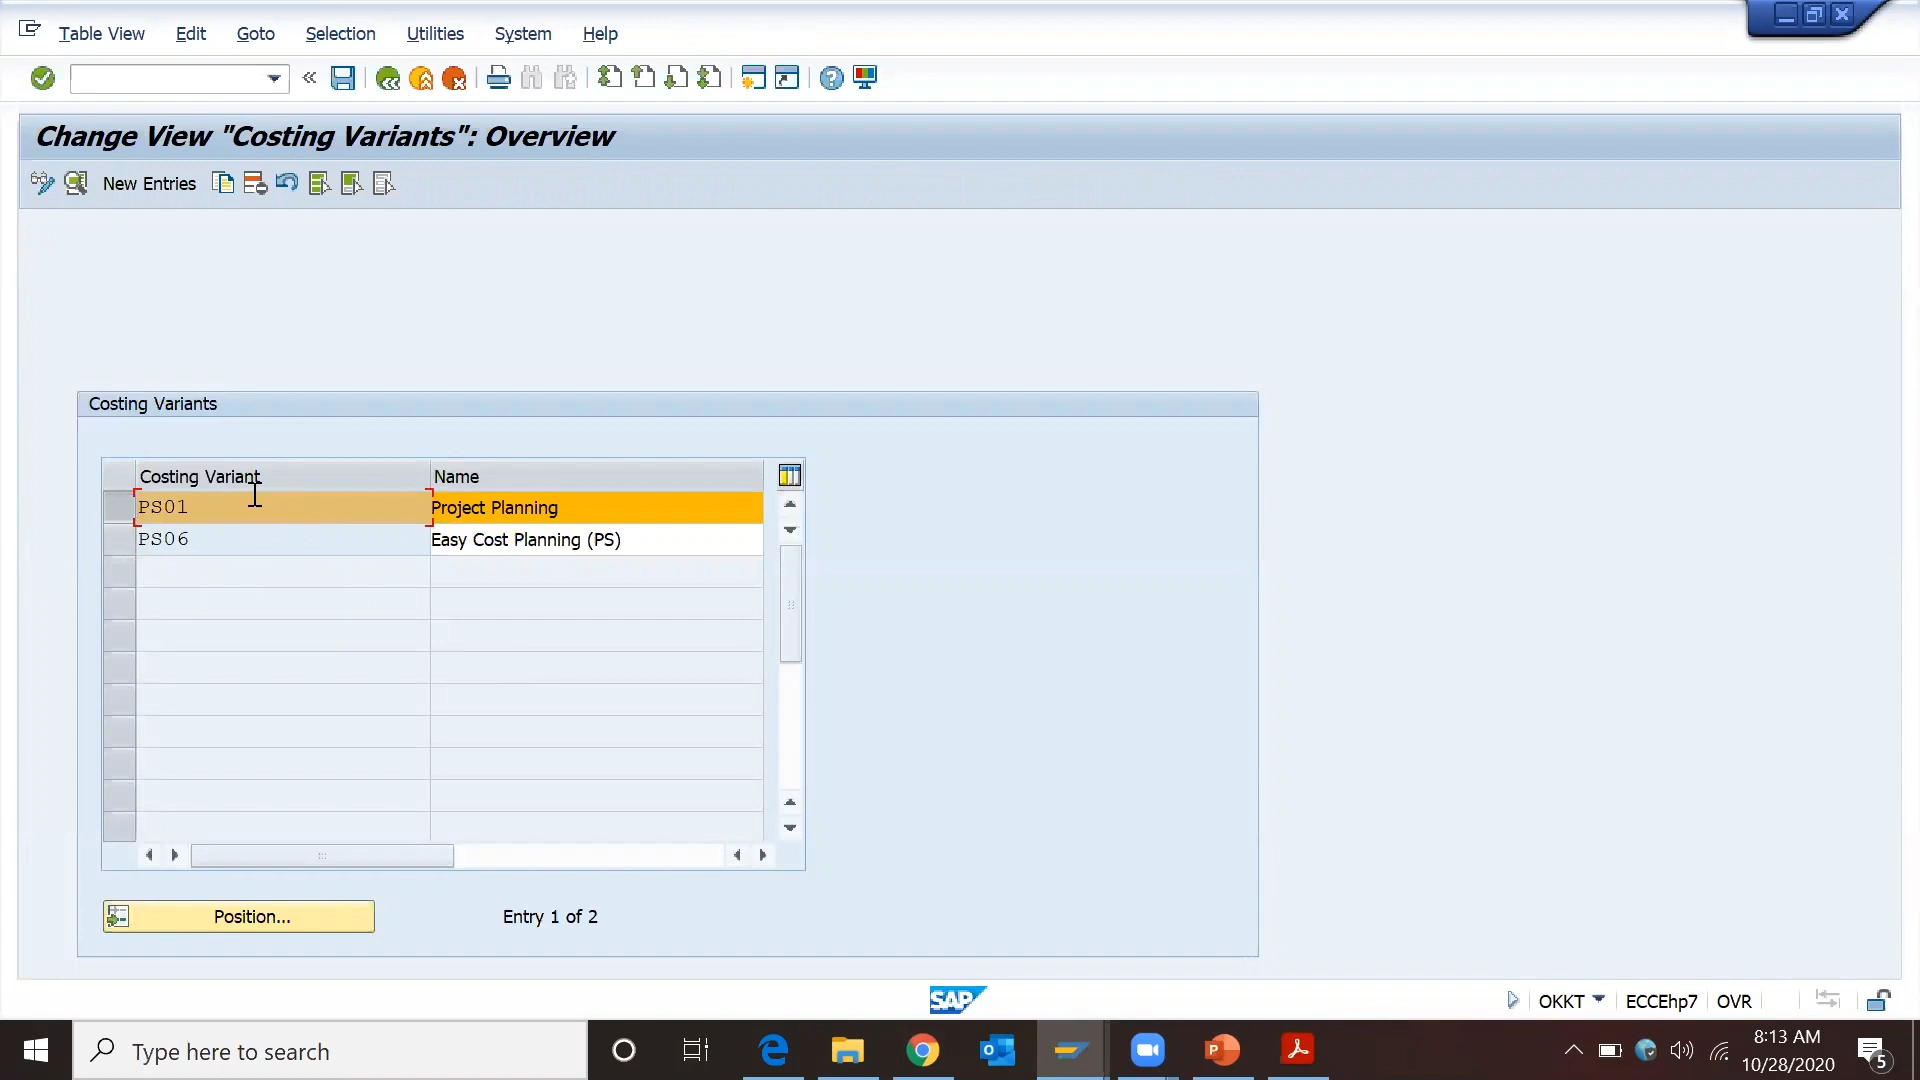 Table View Edit Goto Selection Utilities System Help
Change View "Costing Variants": Overview
New Entries
Costing Variants
Costing Variant Name
PS01 Project Planning
PS06 Easy Cost Planning (PS)
Position... Entry 1 of 2
SAP OKKT ECCEhp7 OVR
Type here to search
8:13 AM
10/28/2020
5